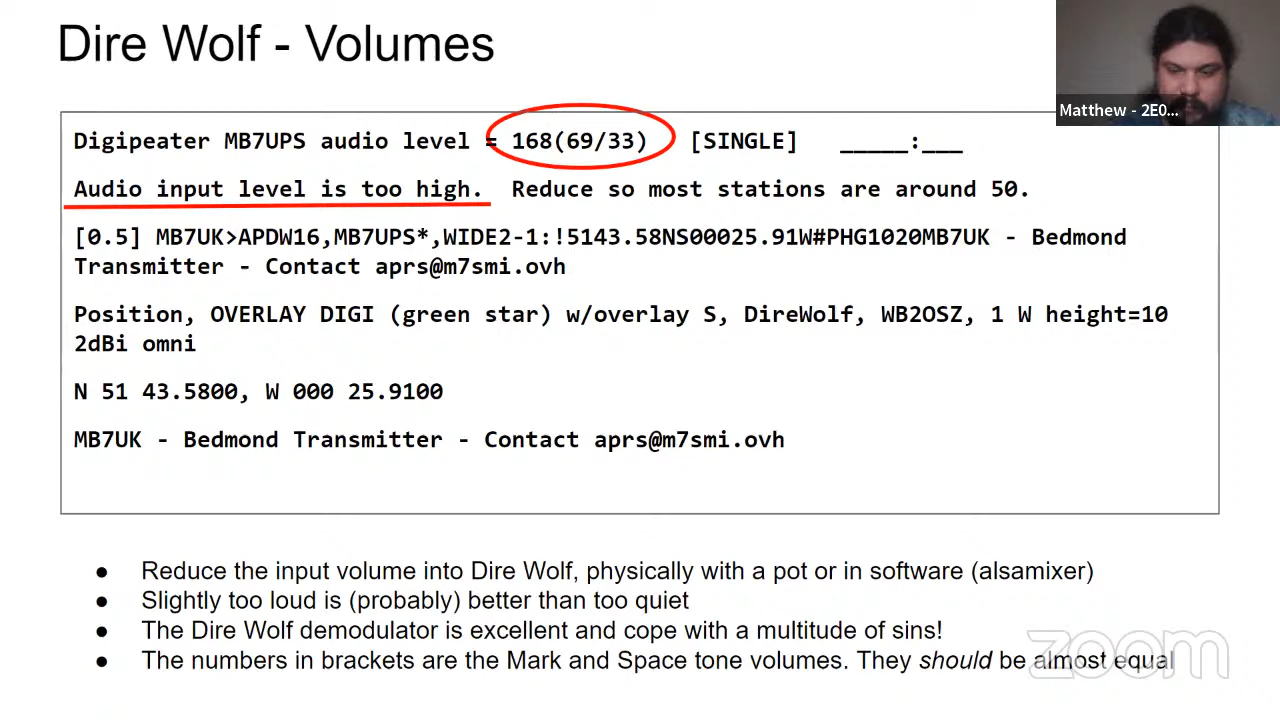 Dire Wolf - Volumes
Matthew - 2E0...
Digipeater MB7UPS audio level = 168(69/33) [SINGLE] _____:___
Audio input level is too high. Reduce so most stations are around 50.
[0.5] MB7UK>APDW16,MB7UPS*,WIDE2-1:!5143.58NS00025.91W#PHG1020MB7UK - Bedmond
Transmitter - Contact aprs@m7smi.ovh
Position, OVERLAY DIGI (green star) w/overlay S, DireWolf, WB2OSZ, 1 W height=10
2dBi omni
N 51 43.5800, W 000 25.9100
MB7UK - Bedmond Transmitter - Contact aprs@m7smi.ovh
● Reduce the input volume into Dire Wolf, physically with a pot or in software (alsamixer)
● Slightly too loud is (probably) better than too quiet
● The Dire Wolf demodulator is excellent and cope with a multitude of sins!
● The numbers in brackets are the Mark and Space tone volumes. They should be almost equal
zoom